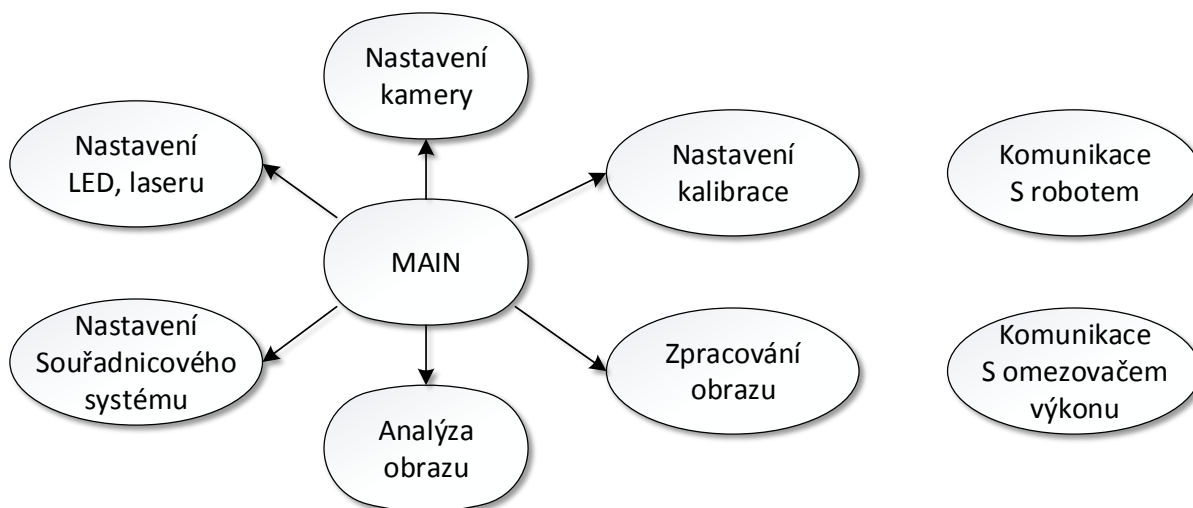 Nastavení
kamery
Nastavení
LED, laseru
Nastavení
kalibrace
Komunikace
S robotem
MAIN
Nastavení
Souřadnicového
systému
Zpracování
obrazu
Komunikace
S omezovačem
výkonu
Analýza
obrazu